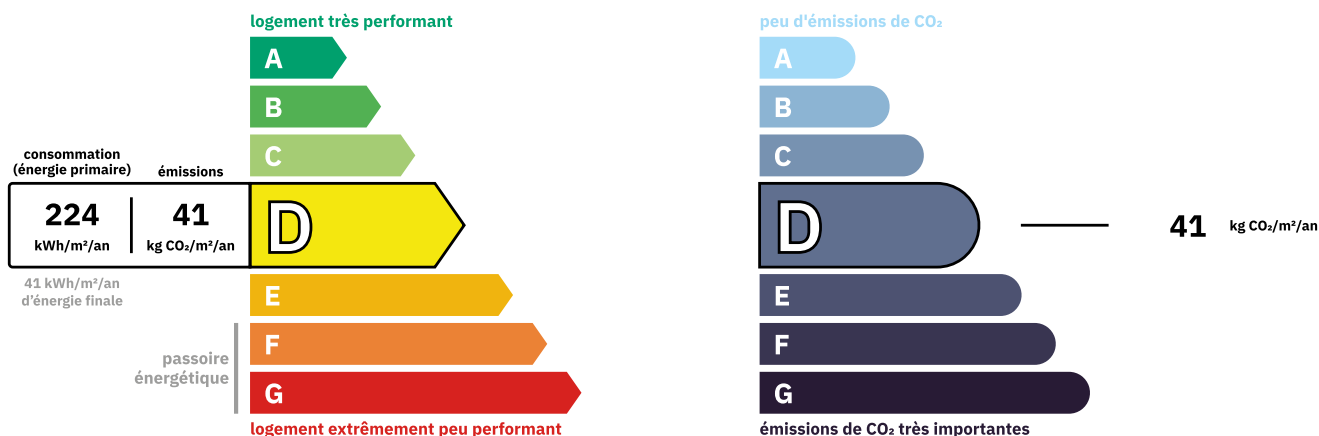 logement très performant
A
B
C
consommation
(énergie primaire)
émissions
224
kWh/m²/an
41
kg CO₂/m²/an
D
41 kWh/m²/an
d'énergie finale
E
passoire
énergétique
F
G
logement extrêmement peu performant
peu d'émissions de CO₂
A
B
C
D
41 kg CO₂/m²/an
E
F
G
émissions de CO₂ très importantes